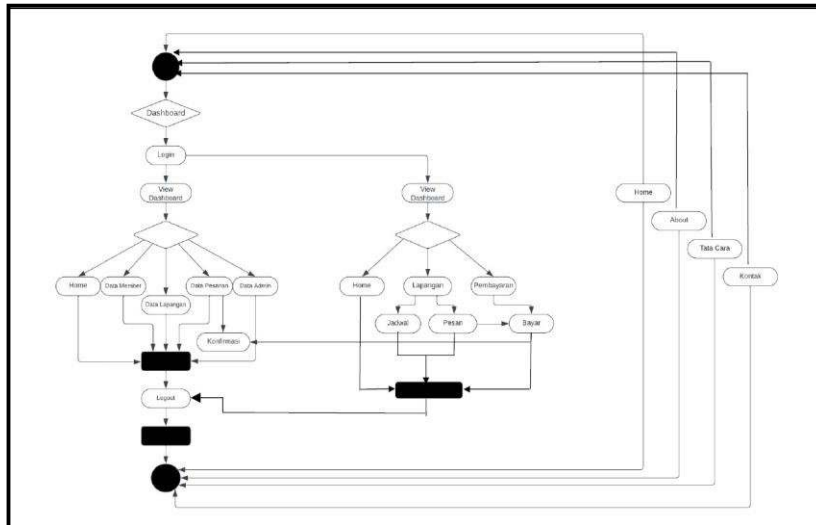 Dashboard
Login
View
Dashboard
View
Dashboard
Home
About
Tata Cara
Kontak
Home
Data Member
Data Lapangan
Data Pesanan
Data Admin
Konfirmasi
Home
Lapangan
Pembayaran
Jadwal
Pesan
Bayar
Logout